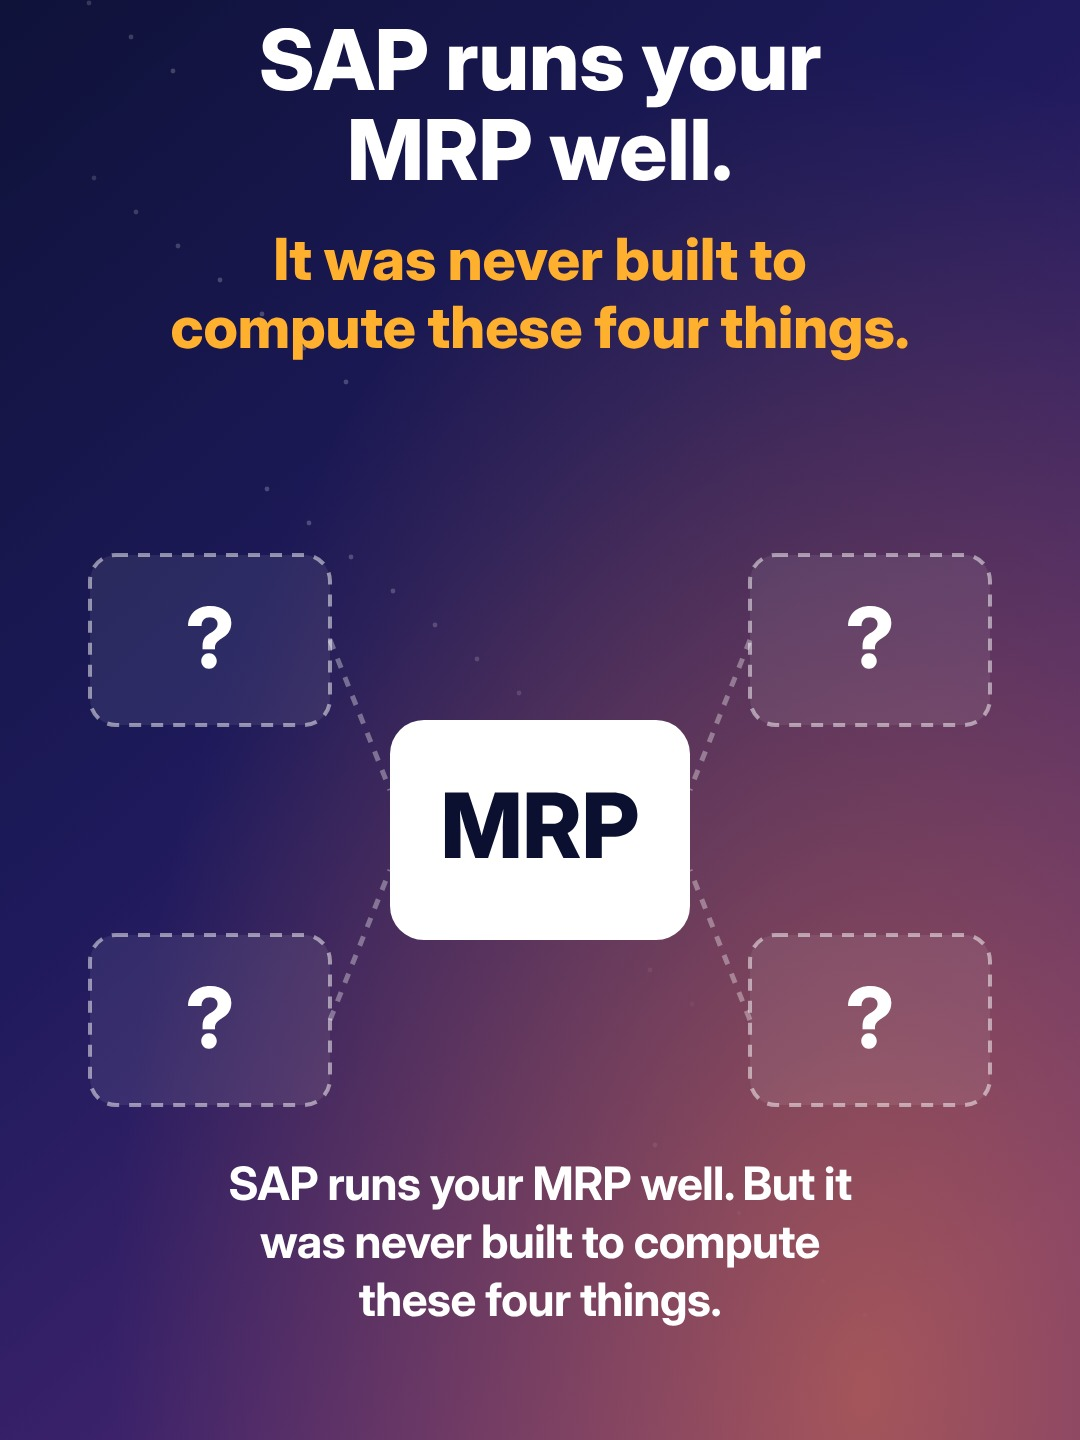 SAP runs your
MRP well.
It was never built to
compute these four things.
?
?
MRP
?
?
SAP runs your MRP well. But it
was never built to compute
these four things.